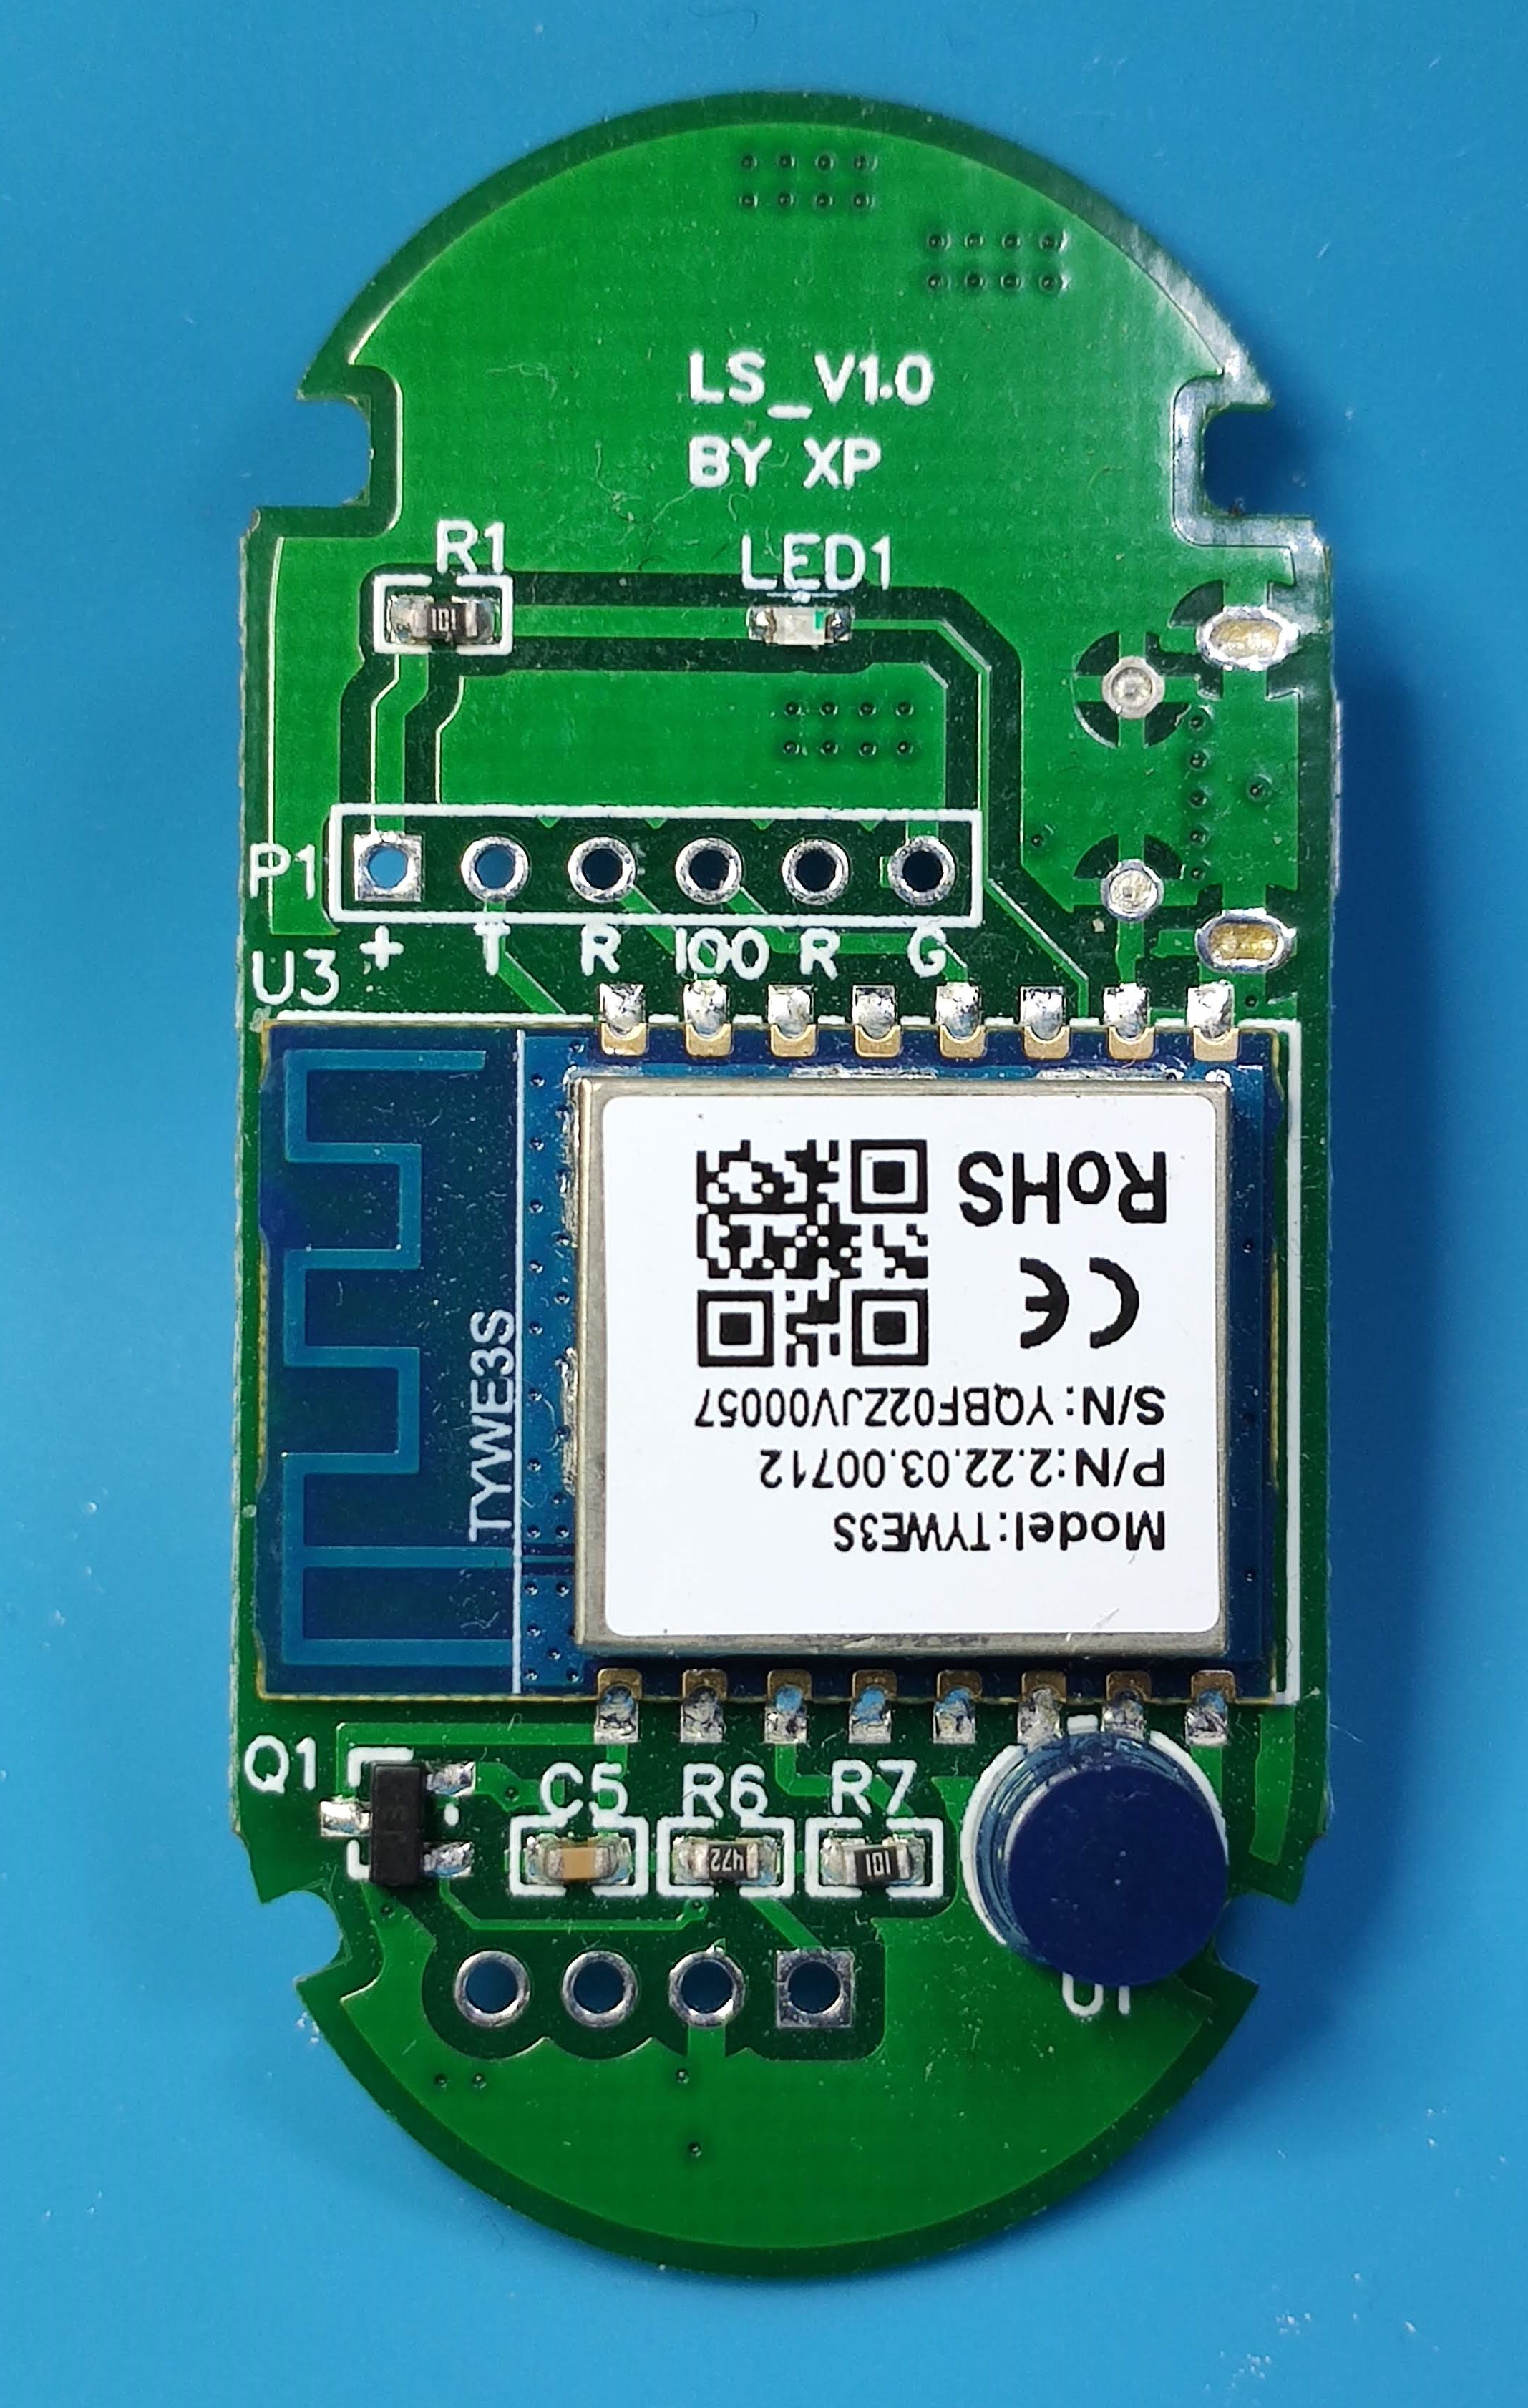 LS_V1.0
BY XP
R1
LED1
101
P1
+ T R IO0 R G
U3
TYWE3S
RoHS
CE
S/N:YQBF02ZJV00057
P/N:2.22.03.00712
Model:TYWE3S
Q1
C5
R6
R7
472
101
U1